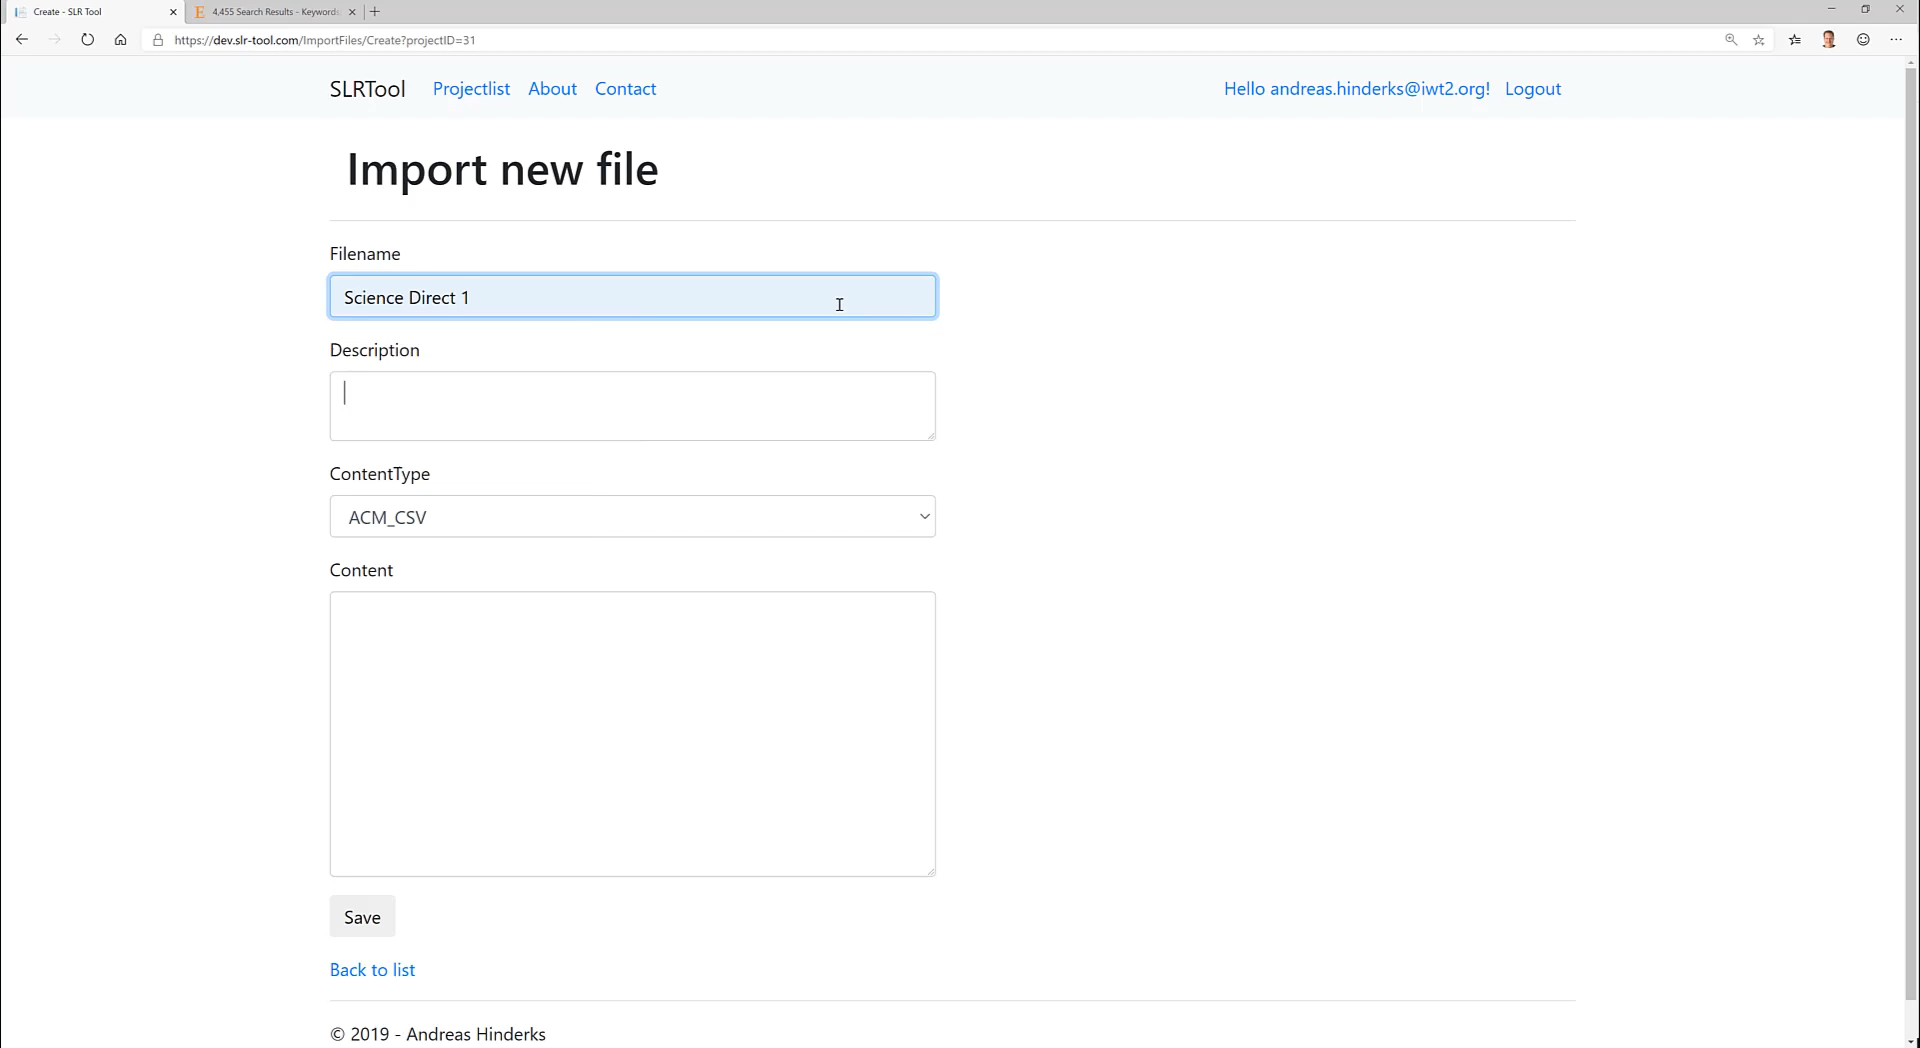 Create - SLR Tool
4,455 Search Results - Keywords
https://dev.slr-tool.com/ImportFiles/Create?projectID=31
SLRTool Projectlist About Contact Hello andreas.hinderks@iwt2.org! Logout
Import new file
Filename
Science Direct 1
Description
ContentType
ACM_CSV
Content
Save
Back to list
© 2019 - Andreas Hinderks